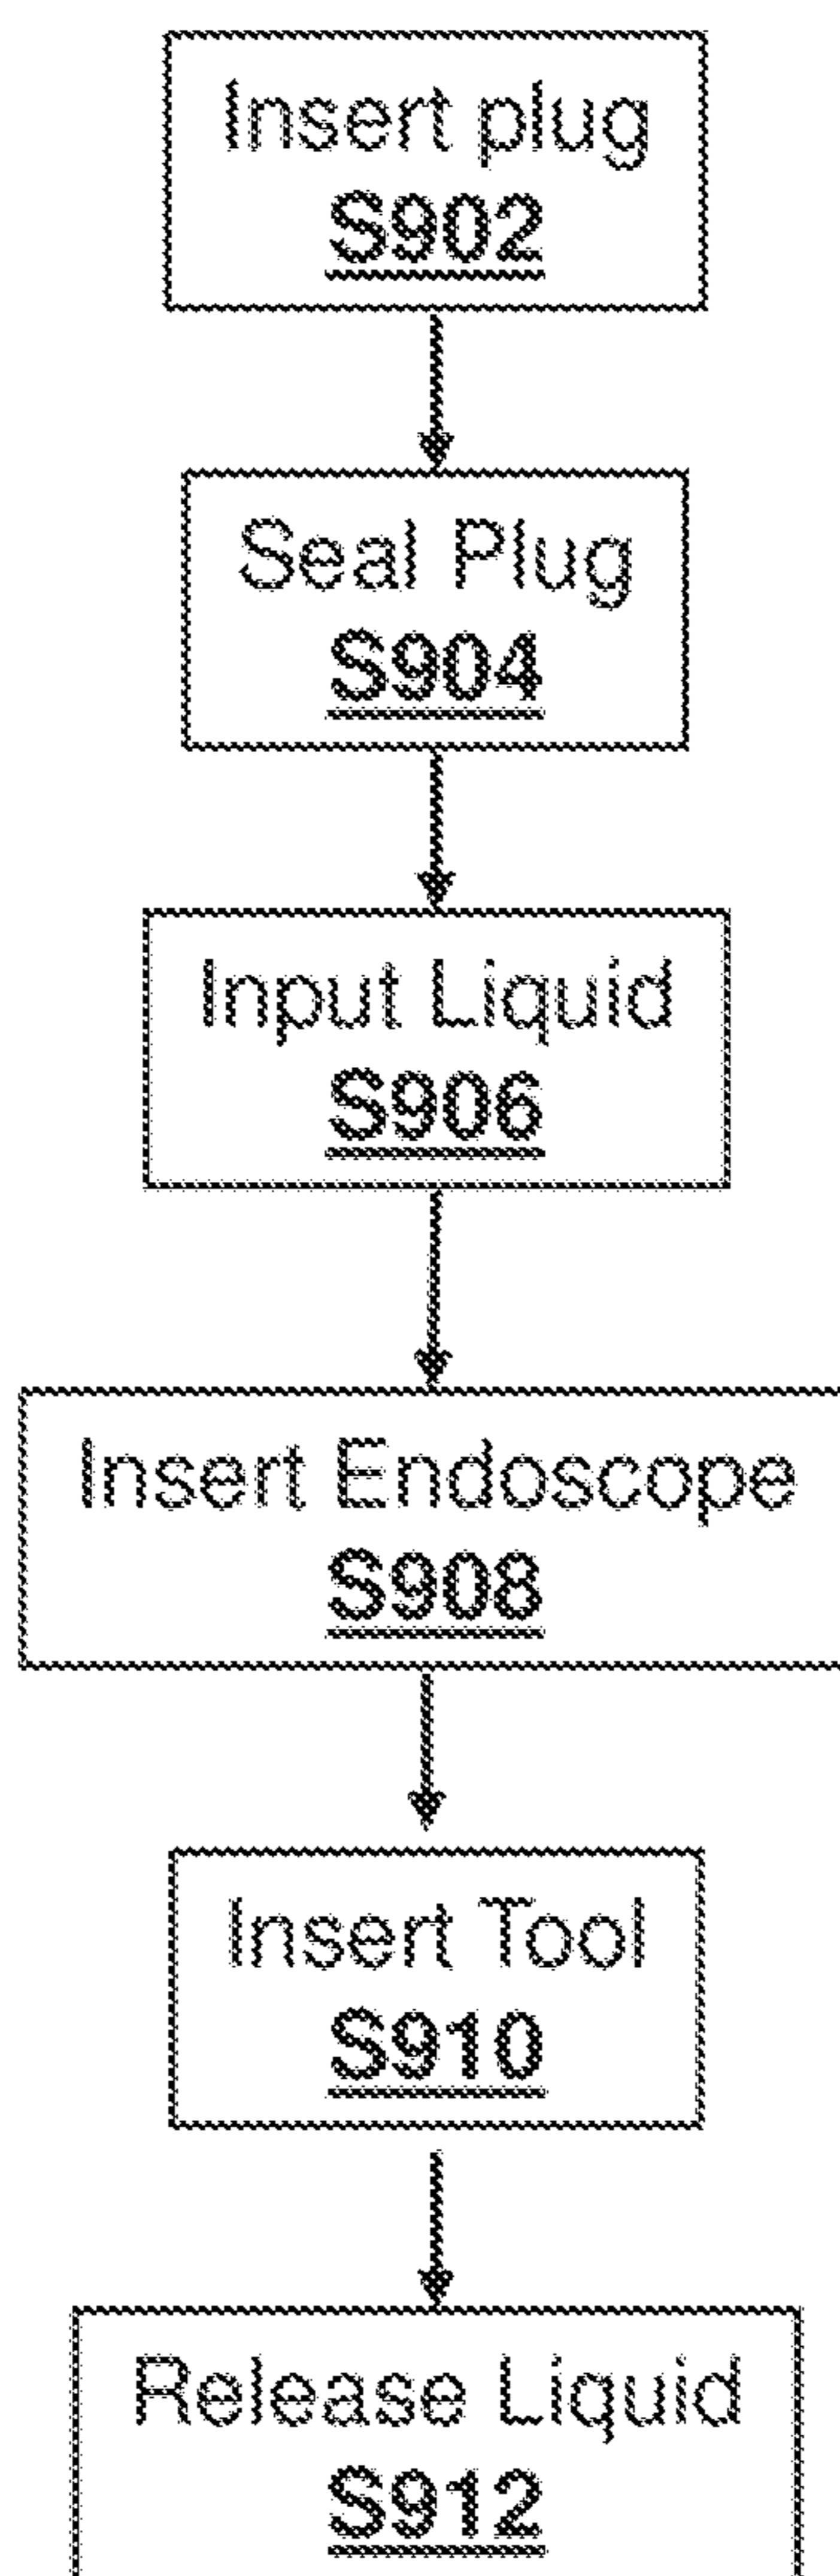 Insert plug
S902
Seal Plug
S904
Input Liquid
S906
Insert Endoscope
S908
Insert Tool
S910
Release Liquid
S912